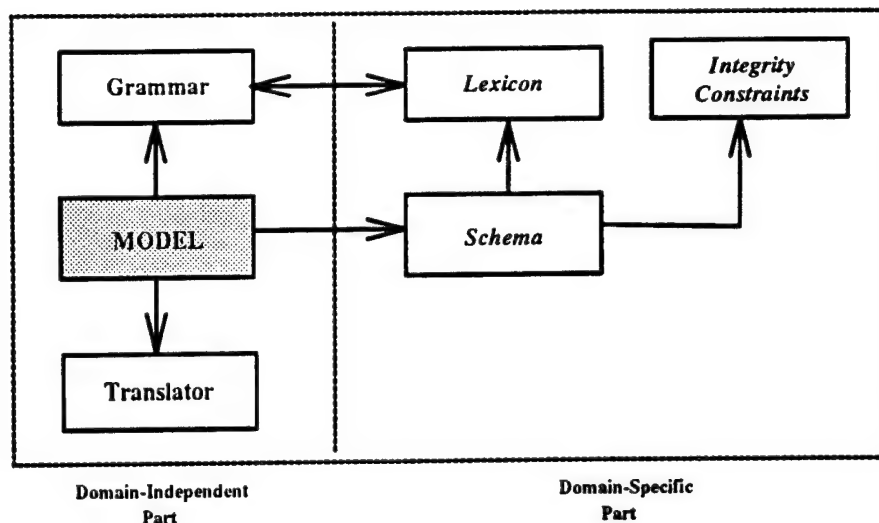 Grammar
Lexicon
Integrity
Constraints
MODEL
Schema
Translator
Domain-Independent
Part
Domain-Specific
Part